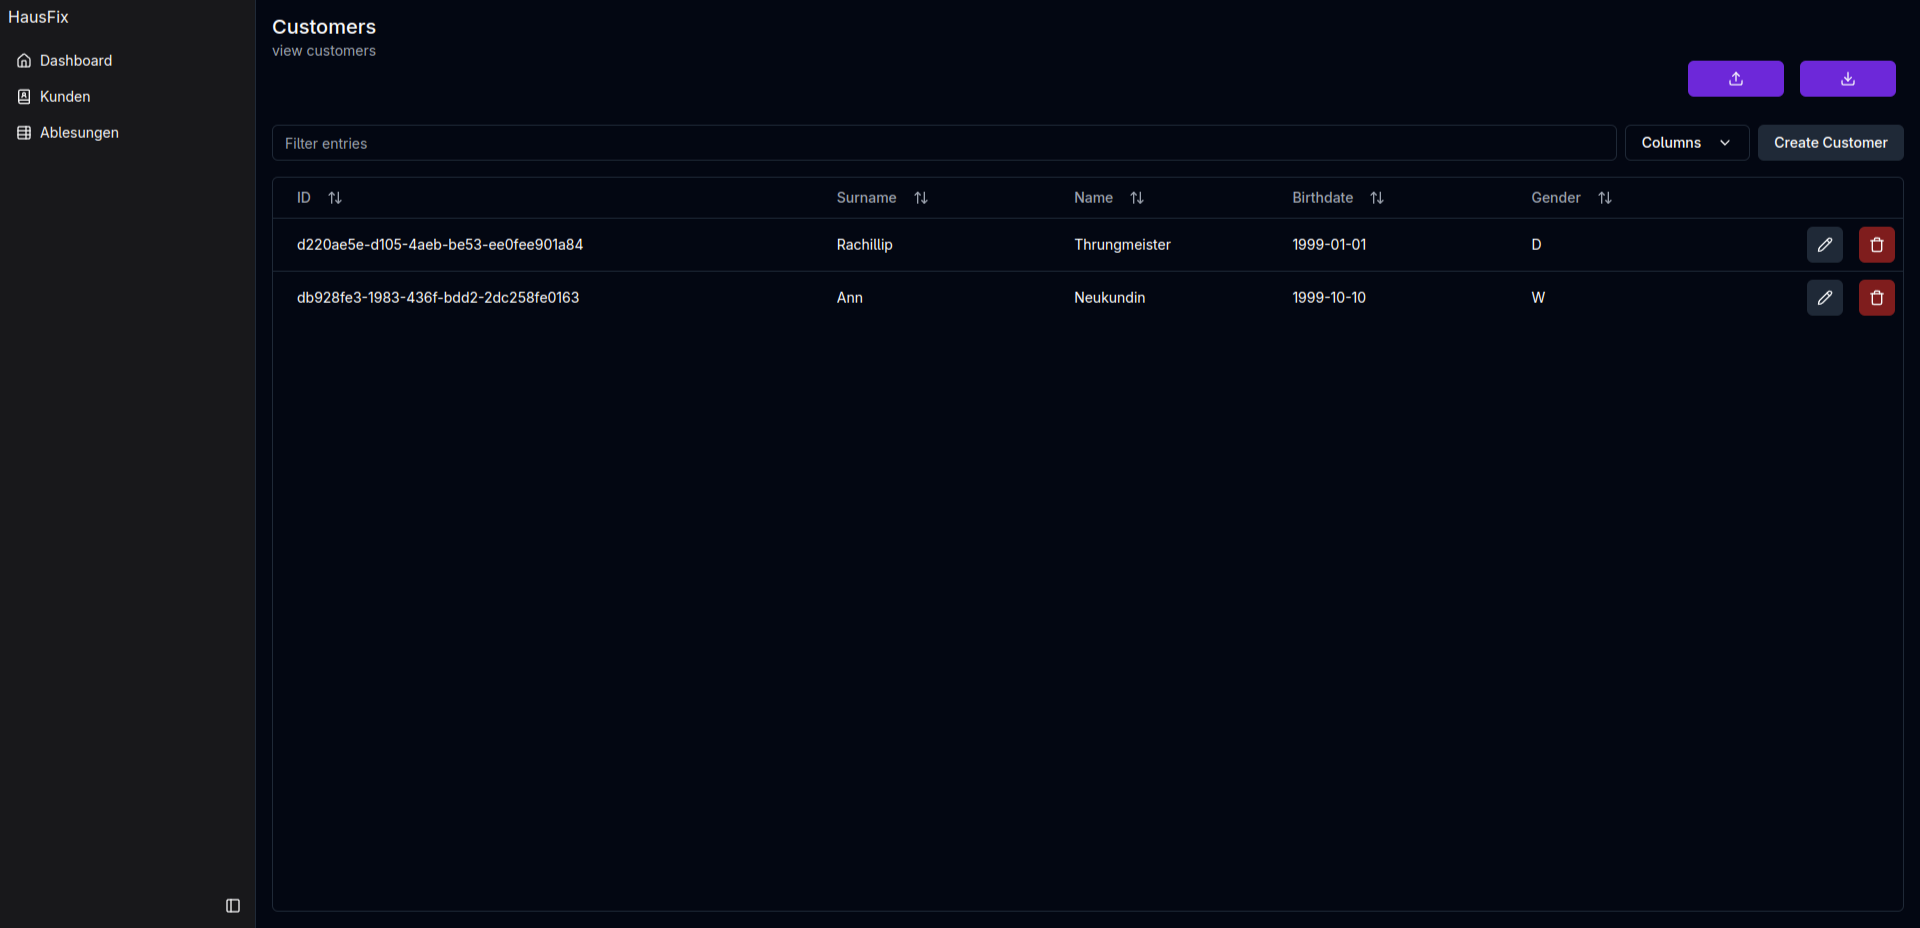 HausFix
Dashboard
Kunden
Ablesungen
Customers
view customers
Filter entries
Columns
Create Customer
ID Surname Name Birthdate Gender
d220ae5e-d105-4aeb-be53-ee0fee901a84 Rachillip Thrungmeister 1999-01-01 D
db928fe3-1983-436f-bdd2-2dc258fe0163 Ann Neukundin 1999-10-10 W